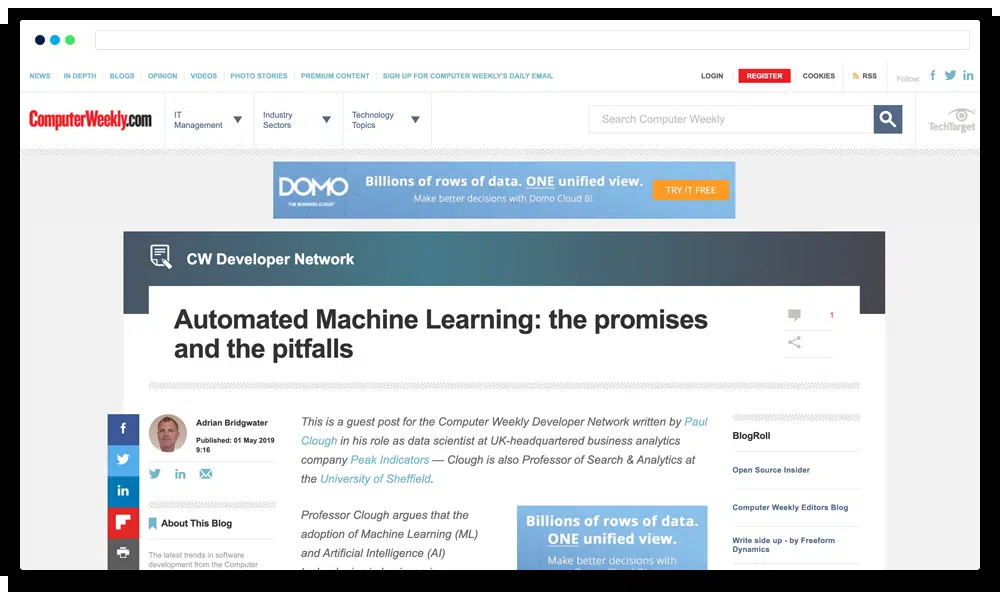 NEWS IN DEPTH BLOGS OPINION VIDEOS PHOTO STORIES PREMIUM CONTENT SIGN UP FOR COMPUTER WEEKLY'S DAILY EMAIL LOGIN REGISTER COOKIES RSS Follow:
ComputerWeekly.com
IT Management
Industry Sectors
Technology Topics
Search Computer Weekly
TechTarget
DOMO
THE BUSINESS CLOUD®
Billions of rows of data. ONE unified view.
Make better decisions with Domo Cloud BI.
TRY IT FREE
CW Developer Network
Automated Machine Learning: the promises
and the pitfalls
1
Adrian Bridgwater
Published: 01 May 2019
9:16
About This Blog
The latest trends in software
development from the Computer
This is a guest post for the Computer Weekly Developer Network written by Paul
Clough in his role as data scientist at UK-headquartered business analytics
company Peak Indicators — Clough is also Professor of Search & Analytics at
the University of Sheffield.
Professor Clough argues that the
adoption of Machine Learning (ML)
and Artificial Intelligence (AI)
Billions of rows of data.
ONE unified view.
Make better decisions with
BlogRoll
Open Source Insider
Computer Weekly Editors Blog
Write side up - by Freeform
Dynamics